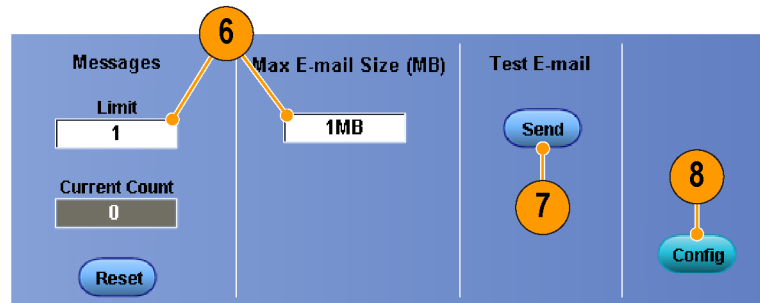 6
Messages
Max E-mail Size (MB)
Test E-mail
Limit
1
1MB
Send
Current Count
0
7
8
Reset
Config